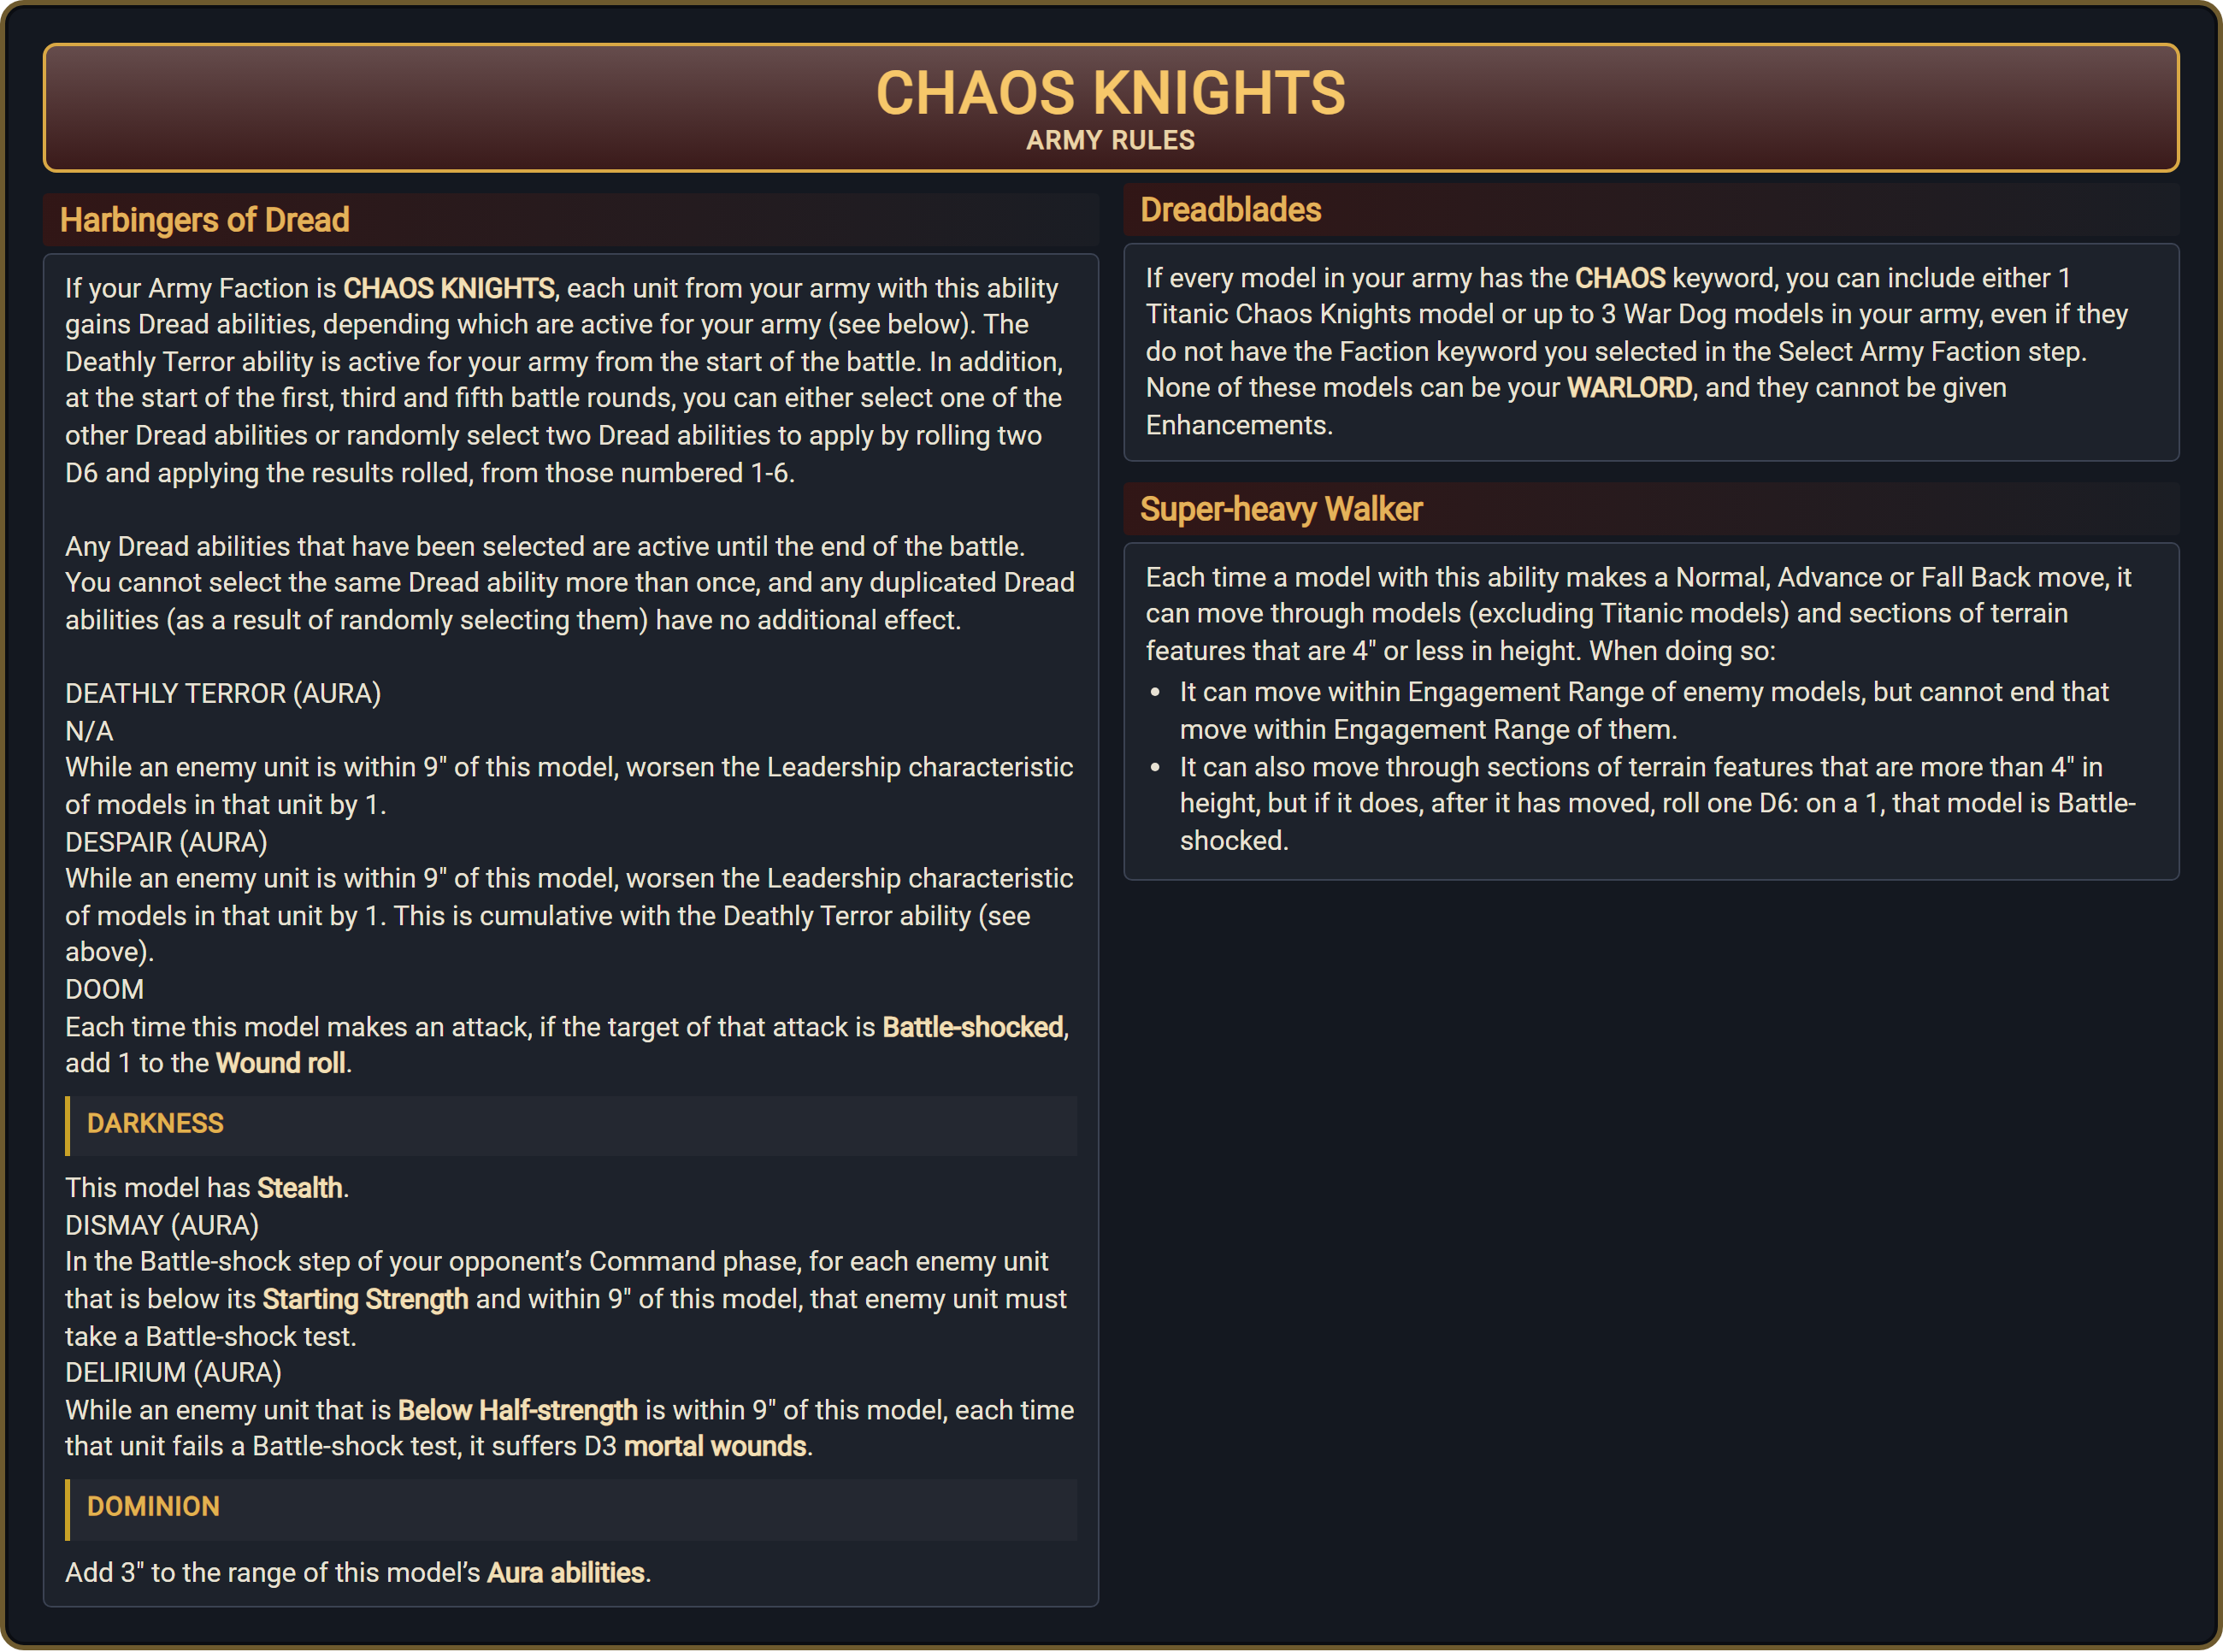 CHAOS KNIGHTS
ARMY RULES
Harbingers of Dread
If your Army Faction is CHAOS KNIGHTS, each unit from your army with this ability
gains Dread abilities, depending which are active for your army (see below). The
Deathly Terror ability is active for your army from the start of the battle. In addition,
at the start of the first, third and fifth battle rounds, you can either select one of the
other Dread abilities or randomly select two Dread abilities to apply by rolling two
D6 and applying the results rolled, from those numbered 1-6.
Any Dread abilities that have been selected are active until the end of the battle.
You cannot select the same Dread ability more than once, and any duplicated Dread
abilities (as a result of randomly selecting them) have no additional effect.
DEATHLY TERROR (AURA)
N/A
While an enemy unit is within 9" of this model, worsen the Leadership characteristic
of models in that unit by 1.
DESPAIR (AURA)
While an enemy unit is within 9" of this model, worsen the Leadership characteristic
of models in that unit by 1. This is cumulative with the Deathly Terror ability (see
above).
DOOM
Each time this model makes an attack, if the target of that attack is Battle-shocked,
add 1 to the Wound roll.
DARKNESS
This model has Stealth.
DISMAY (AURA)
In the Battle-shock step of your opponent’s Command phase, for each enemy unit
that is below its Starting Strength and within 9" of this model, that enemy unit must
take a Battle-shock test.
DELIRIUM (AURA)
While an enemy unit that is Below Half-strength is within 9" of this model, each time
that unit fails a Battle-shock test, it suffers D3 mortal wounds.
DOMINION
Add 3" to the range of this model’s Aura abilities.
Dreadblades
If every model in your army has the CHAOS keyword, you can include either 1
Titanic Chaos Knights model or up to 3 War Dog models in your army, even if they
do not have the Faction keyword you selected in the Select Army Faction step.
None of these models can be your WARLORD, and they cannot be given
Enhancements.
Super-heavy Walker
Each time a model with this ability makes a Normal, Advance or Fall Back move, it
can move through models (excluding Titanic models) and sections of terrain
features that are 4" or less in height. When doing so:
• It can move within Engagement Range of enemy models, but cannot end that
move within Engagement Range of them.
• It can also move through sections of terrain features that are more than 4" in
height, but if it does, after it has moved, roll one D6: on a 1, that model is Battle-
shocked.